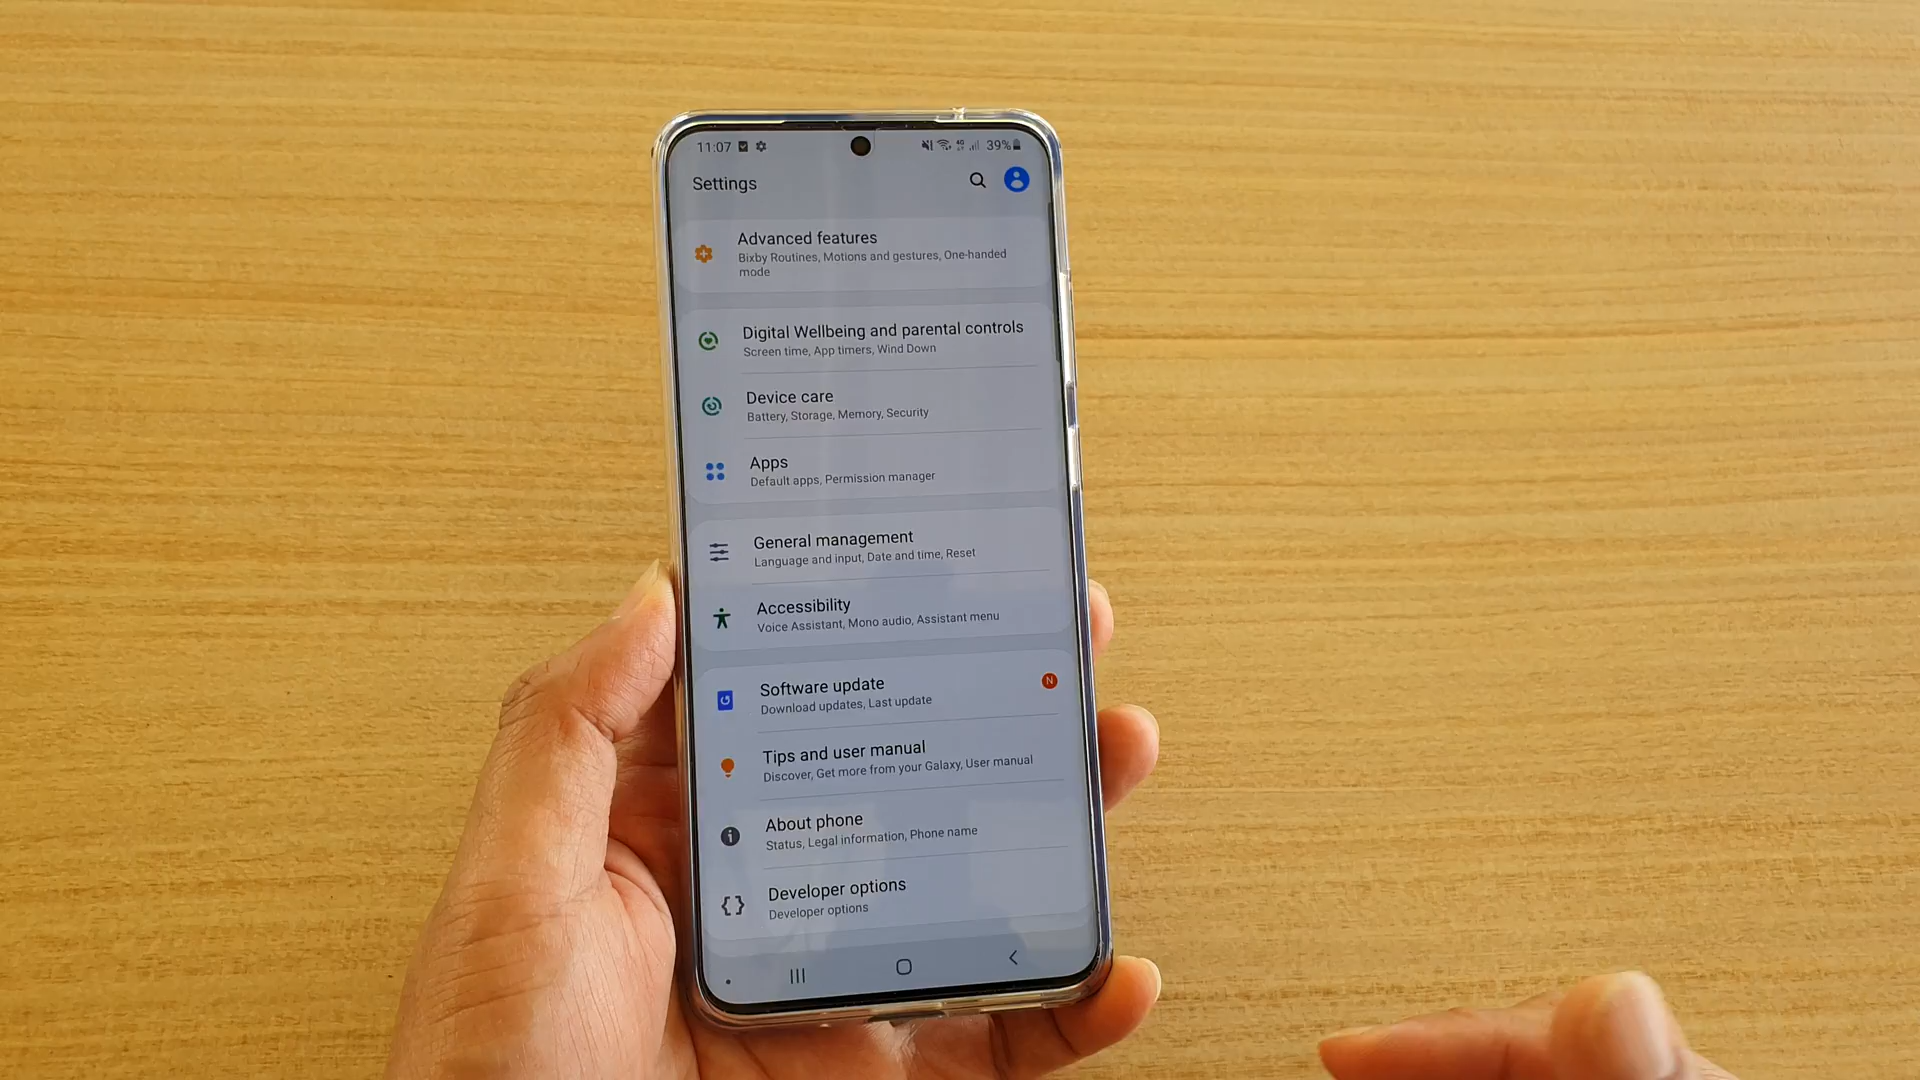 11:07 39%
Settings
Advanced features
Bixby Routines, Motions and gestures, One-handed
mode
Digital Wellbeing and parental controls
Screen time, App timers, Wind Down
Device care
Battery, Storage, Memory, Security
Apps
Default apps, Permission manager
General management
Language and input, Date and time, Reset
Accessibility
Voice Assistant, Mono audio, Assistant menu
Software update N
Download updates, Last update
Tips and user manual
Discover, Get more from your Galaxy, User manual
About phone
Status, Legal information, Phone name
Developer options
Developer options